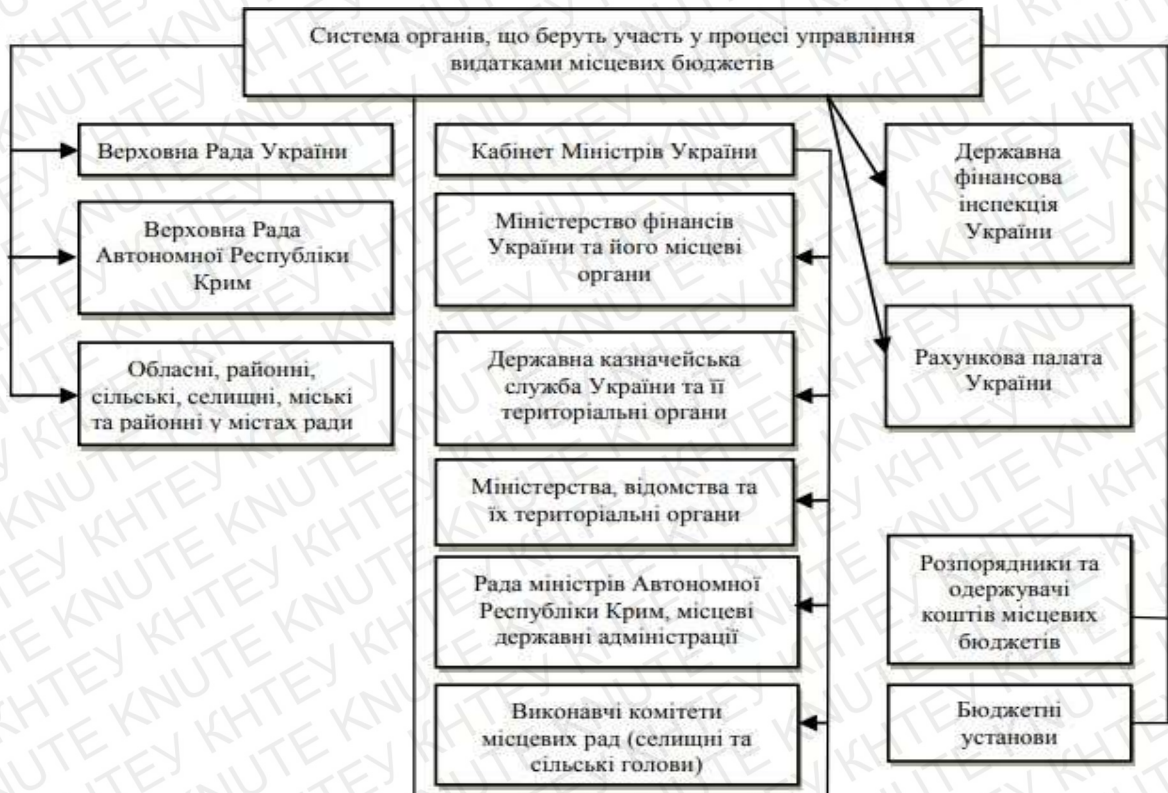 Система органів, що беруть участь у процесі управління
видатками місцевих бюджетів
Верховна Рада України
Верховна Рада
Автономної Республіки
Крим
Обласні, районні,
сільські, селищні, міські
та районні у містах ради
Кабінет Міністрів України
Міністерство фінансів
України та його місцеві
органи
Державна казначейська
служба України та її
територіальні органи
Міністерства, відомства та
їх територіальні органи
Рада міністрів Автономної
Республіки Крим, місцеві
державні адміністрації
Виконавчі комітети
місцевих рад (селищні та
сільські голови)
Державна
фінансова
інспекція
України
Рахункова палата
України
Розпорядники та
одержувачі
коштів місцевих
бюджетів
Бюджетні
установи